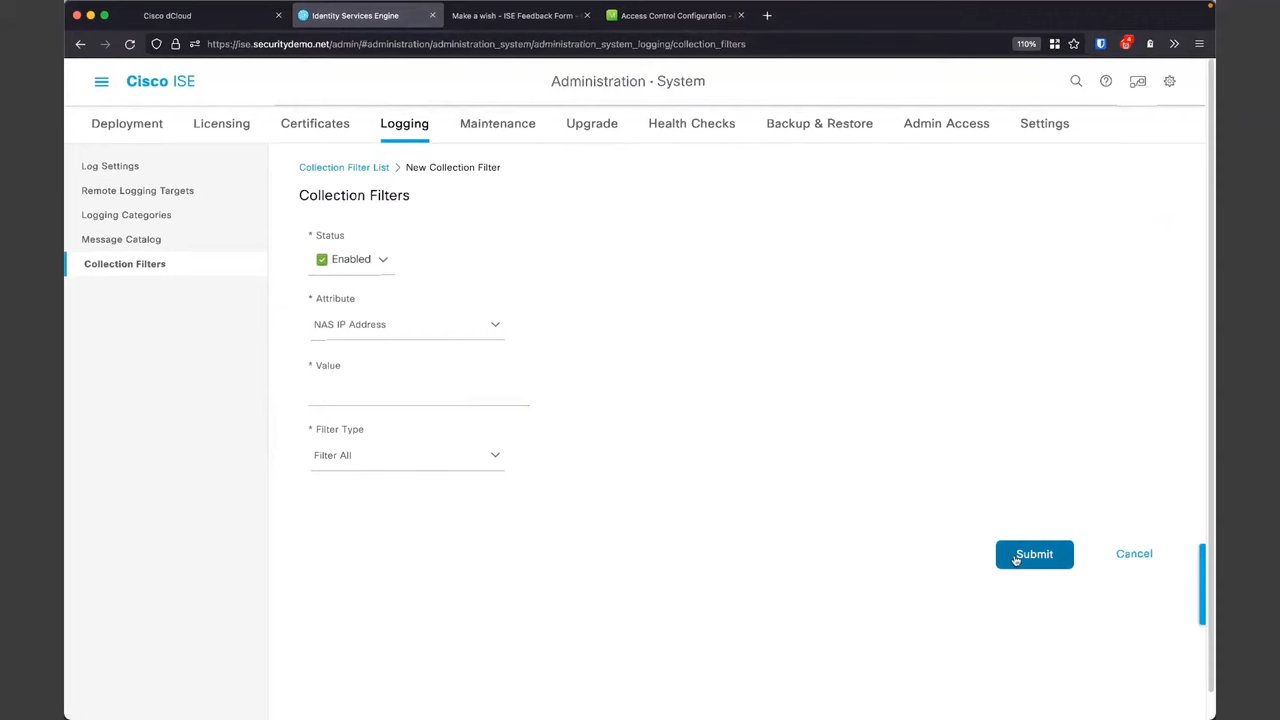 Cisco dCloud
Identity Services Engine
Make a wish - ISE Feedback Form -
Access Control Configuration -
https://ise.securitydemo.net/admin/#administration/administration_system/administration_system_logging/collection_filters
110%
4
Cisco ISE
Administration · System
Deployment
Licensing
Certificates
Logging
Maintenance
Upgrade
Health Checks
Backup & Restore
Admin Access
Settings
Log Settings
Remote Logging Targets
Logging Categories
Message Catalog
Collection Filters
Collection Filter List > New Collection Filter
Collection Filters
* Status
Enabled
* Attribute
NAS IP Address
* Value
* Filter Type
Filter All
Submit
Cancel